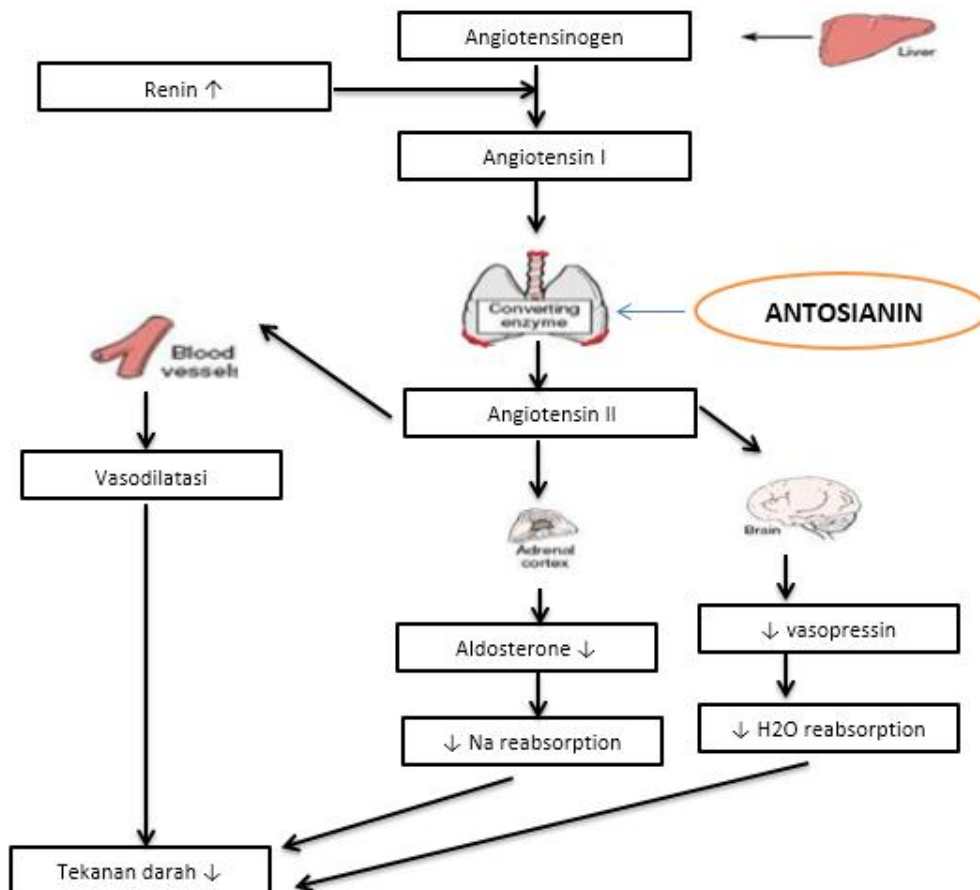 Angiotensinogen
Liver
Renin ↑
Angiotensin I
Converting
enzyme
ANTOSIANIN
Blood
vessels
Angiotensin II
Vasodilatasi
Adrenal
cortex
Brain
↓ vasopressin
Aldosterone ↓
↓ Na reabsorption
↓ H2O reabsorption
Tekanan darah ↓